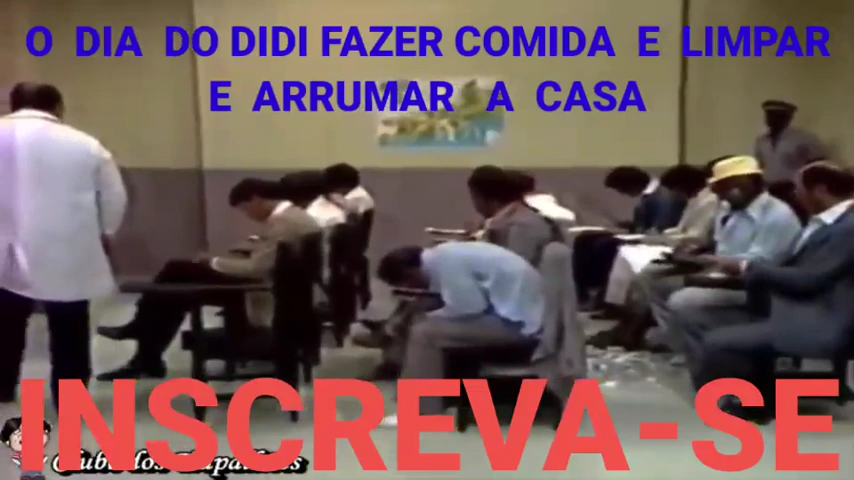 O DIA DO DIDI FAZER COMIDA E LIMPAR
E ARRUMAR A CASA
INSCREVA-SE